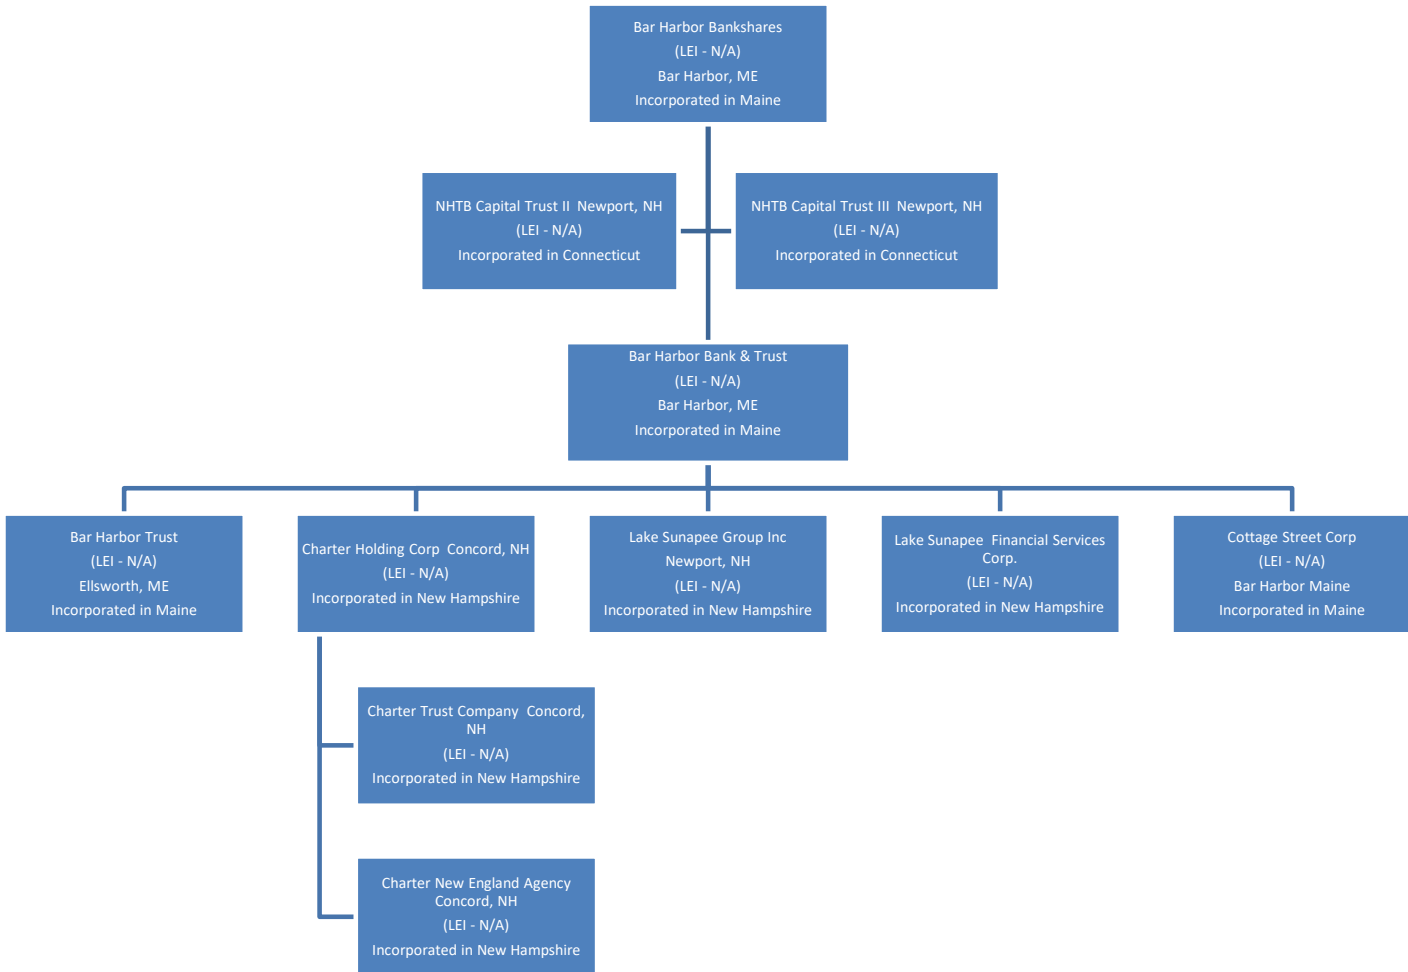 Bar Harbor Bankshares
(LEI - N/A)
Bar Harbor, ME
Incorporated in Maine
NHTB Capital Trust II  Newport, NH
(LEI - N/A)
Incorporated in Connecticut
NHTB Capital Trust III  Newport, NH
(LEI - N/A)
Incorporated in Connecticut
Bar Harbor Bank & Trust
(LEI - N/A)
Bar Harbor, ME
Incorporated in Maine
Bar Harbor Trust
(LEI - N/A)
Ellsworth, ME
Incorporated in Maine
Charter Holding Corp  Concord, NH
(LEI - N/A)
Incorporated in New Hampshire
Lake Sunapee Group Inc
Newport, NH
(LEI - N/A)
Incorporated in New Hampshire
Lake Sunapee  Financial Services
Corp.
(LEI - N/A)
Incorporated in New Hampshire
Cottage Street Corp
(LEI - N/A)
Bar Harbor Maine
Incorporated in Maine
Charter Trust Company  Concord,
NH
(LEI - N/A)
Incorporated in New Hampshire
Charter New England Agency
Concord, NH
(LEI - N/A)
Incorporated in New Hampshire